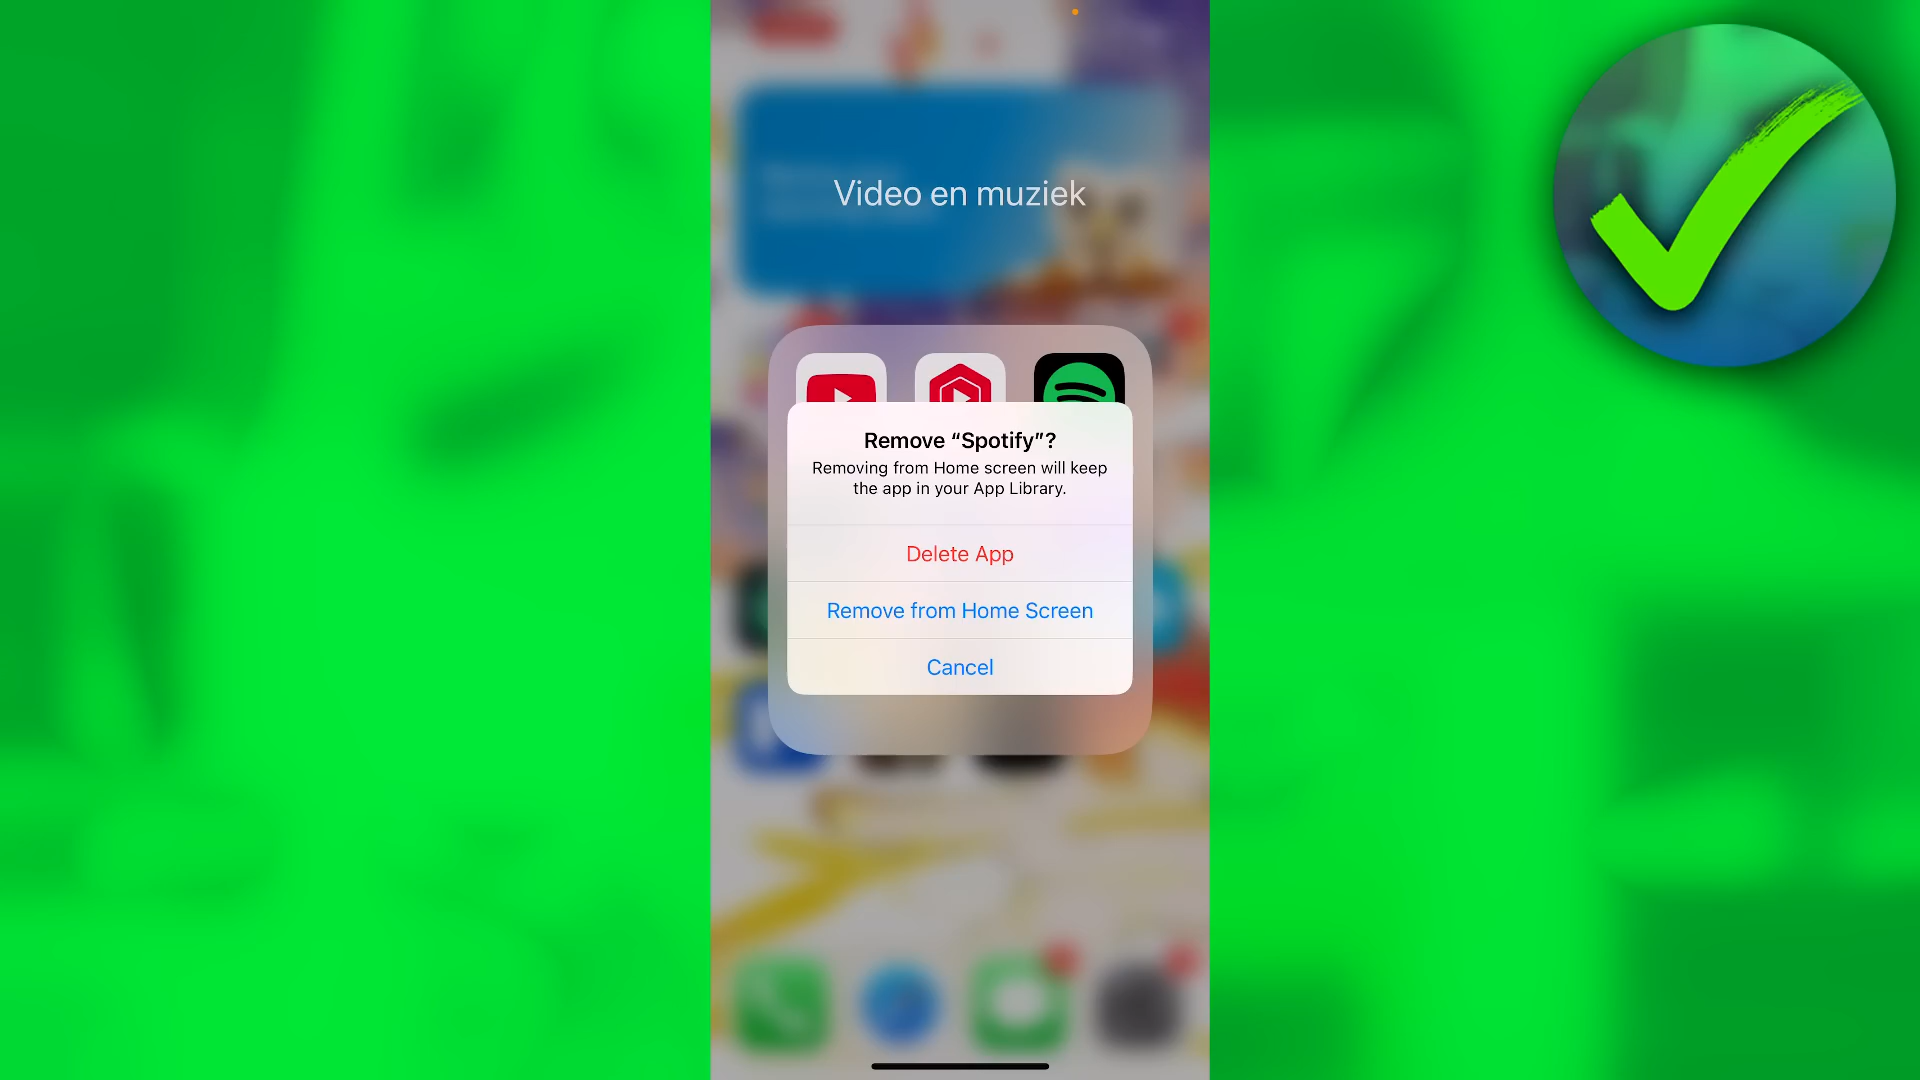 Video en muziek
Remove “Spotify”?
Removing from Home screen will keep
the app in your App Library.
Delete App
Remove from Home Screen
Cancel